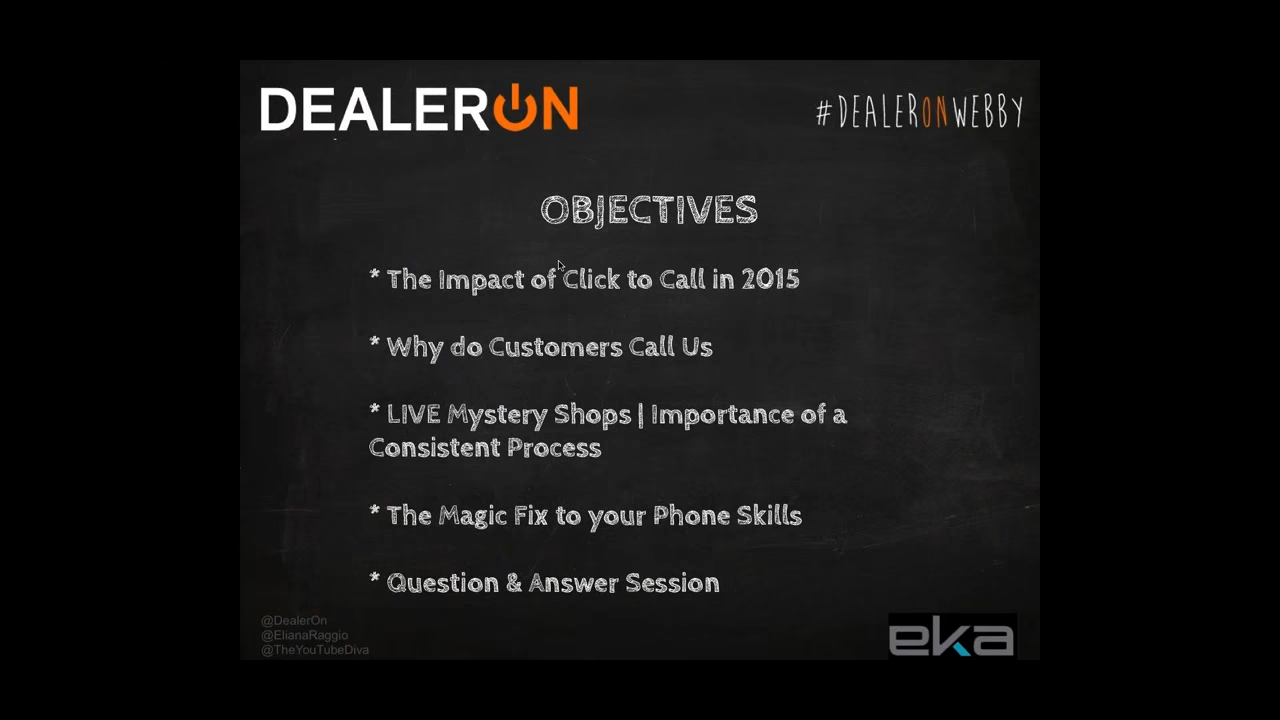 DEALERON
#DEALERONWEBBY
OBJECTIVES
* The Impact of Click to Call in 2015
* Why do Customers Call Us
* LIVE Mystery Shops | Importance of a
Consistent Process
* The Magic Fix to your Phone Skills
* Question & Answer Session
@DealerOn
@ElianaRaggio
@TheYouTubeDiva
eka